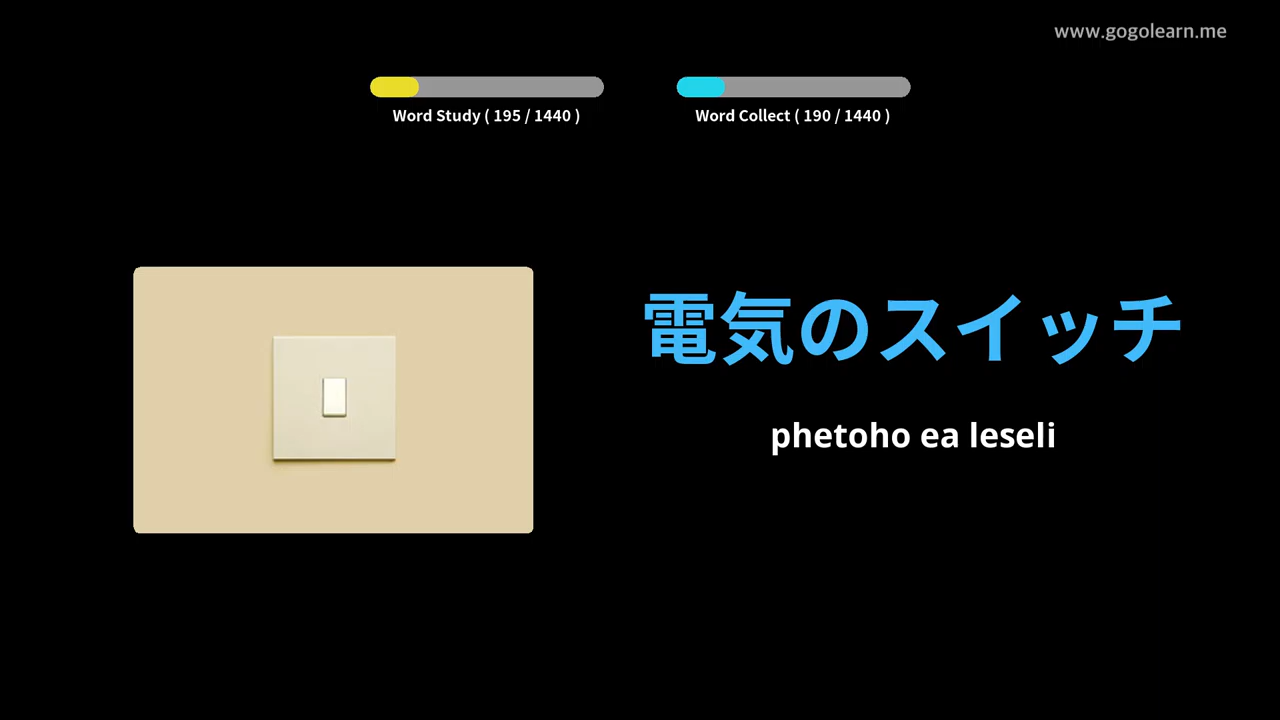 www.gogolearn.me
Word Study ( 195 / 1440 )
Word Collect ( 190 / 1440 )
電気のスイッチ
phetoho ea leseli